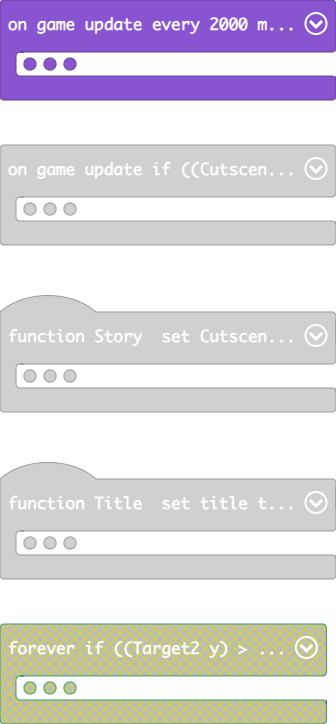 on game update every 2000 m...
on game update if ((Cutscen...
function Story set Cutscen...
function Title set title t...
forever if ((Target2 y) > ...